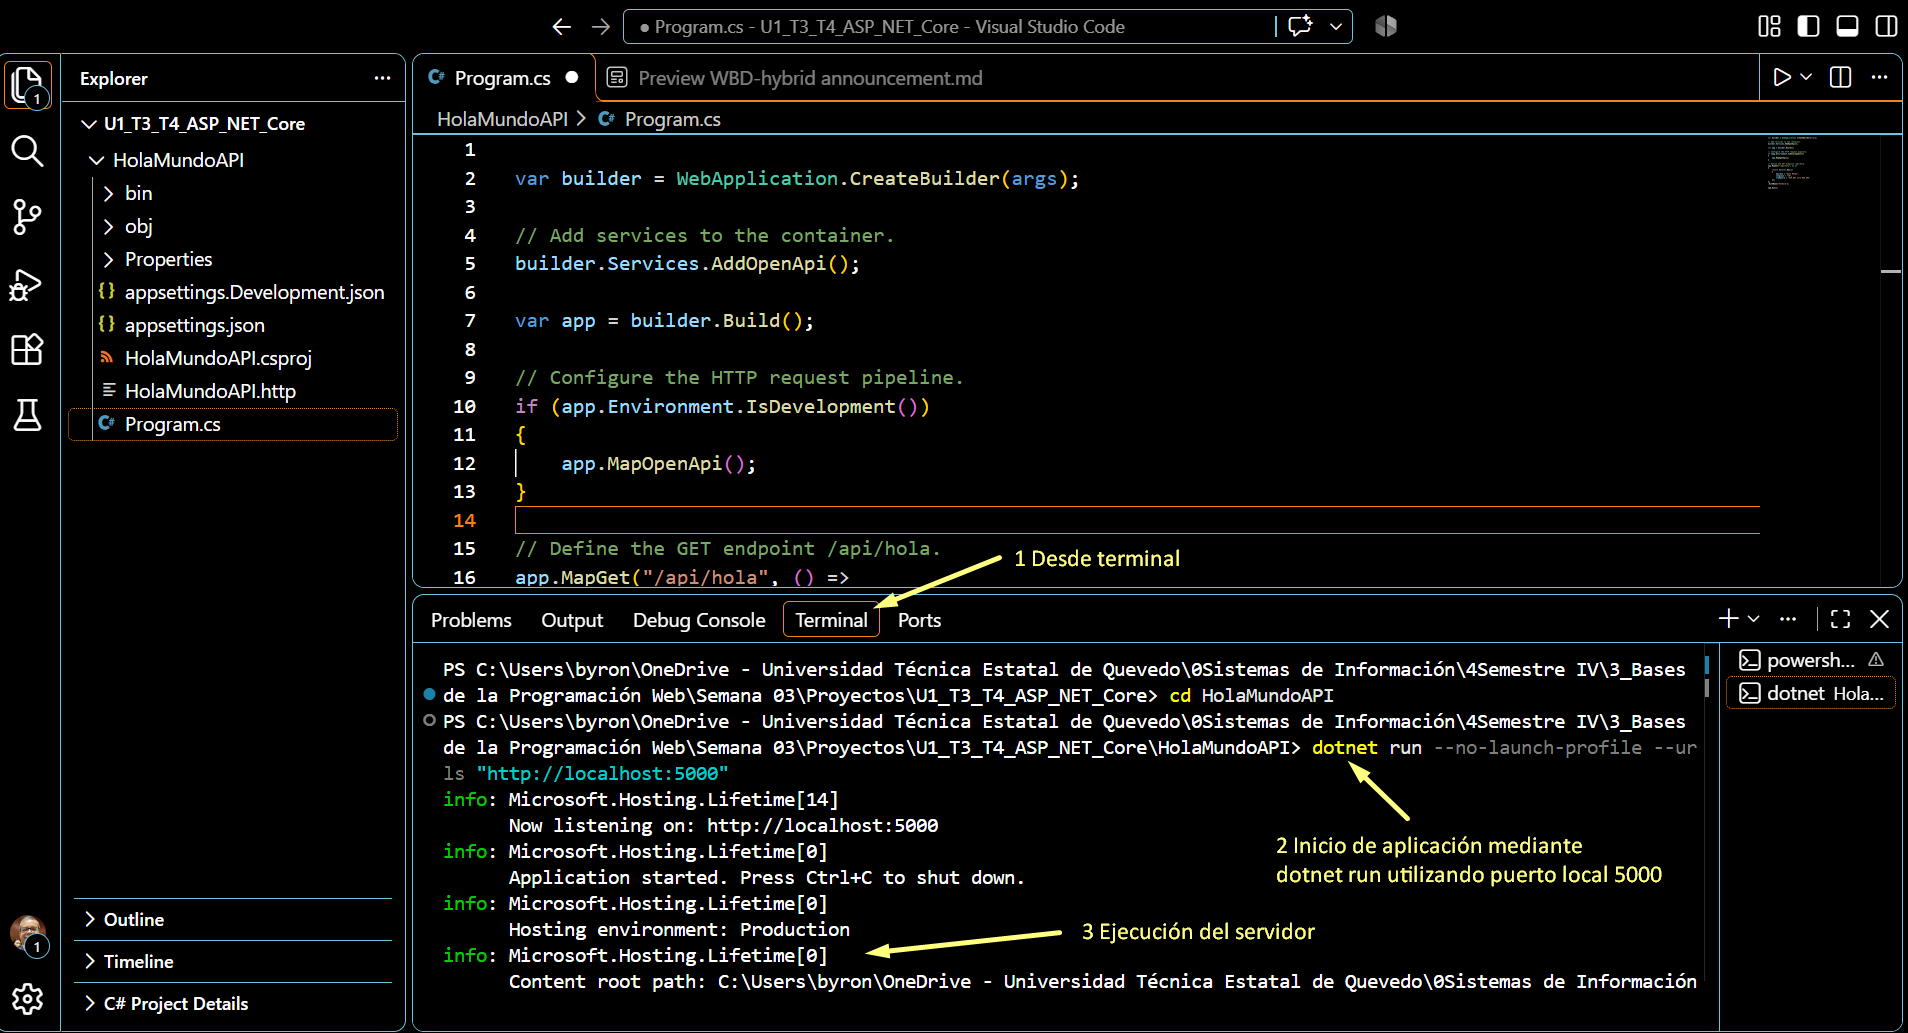 Program.cs - U1_T3_T4_ASP_NET_Core - Visual Studio Code
1
Explorer
U1_T3_T4_ASP_NET_Core
HolaMundoAPI
bin
obj
Properties
appsettings.Development.json
appsettings.json
HolaMundoAPI.csproj
HolaMundoAPI.http
Program.cs
Outline
Timeline
C# Project Details
1
Program.cs
Preview WBD-hybrid announcement.md
HolaMundoAPI > Program.cs
1
2 var builder = WebApplication.CreateBuilder(args);
3
4 // Add services to the container.
5 builder.Services.AddOpenApi();
6
7 var app = builder.Build();
8
9 // Configure the HTTP request pipeline.
10 if (app.Environment.IsDevelopment())
11 {
12 app.MapOpenApi();
13 }
14
15 // Define the GET endpoint /api/hola.
16 app.MapGet("/api/hola", () =>
1 Desde terminal
Problems Output Debug Console Terminal Ports
PS C:\Users\byron\OneDrive - Universidad Técnica Estatal de Quevedo\0Sistemas de Información\4Semestre IV\3_Bases
de la Programación Web\Semana 03\Proyectos\U1_T3_T4_ASP_NET_Core> cd HolaMundoAPI
PS C:\Users\byron\OneDrive - Universidad Técnica Estatal de Quevedo\0Sistemas de Información\4Semestre IV\3_Bases
de la Programación Web\Semana 03\Proyectos\U1_T3_T4_ASP_NET_Core\HolaMundoAPI> dotnet run --no-launch-profile --ur
ls "http://localhost:5000"
info: Microsoft.Hosting.Lifetime[14]
Now listening on: http://localhost:5000
info: Microsoft.Hosting.Lifetime[0]
Application started. Press Ctrl+C to shut down.
info: Microsoft.Hosting.Lifetime[0]
Hosting environment: Production
info: Microsoft.Hosting.Lifetime[0]
Content root path: C:\Users\byron\OneDrive - Universidad Técnica Estatal de Quevedo\0Sistemas de Información
2 Inicio de aplicación mediante
dotnet run utilizando puerto local 5000
3 Ejecución del servidor
powersh...
dotnet Hola...